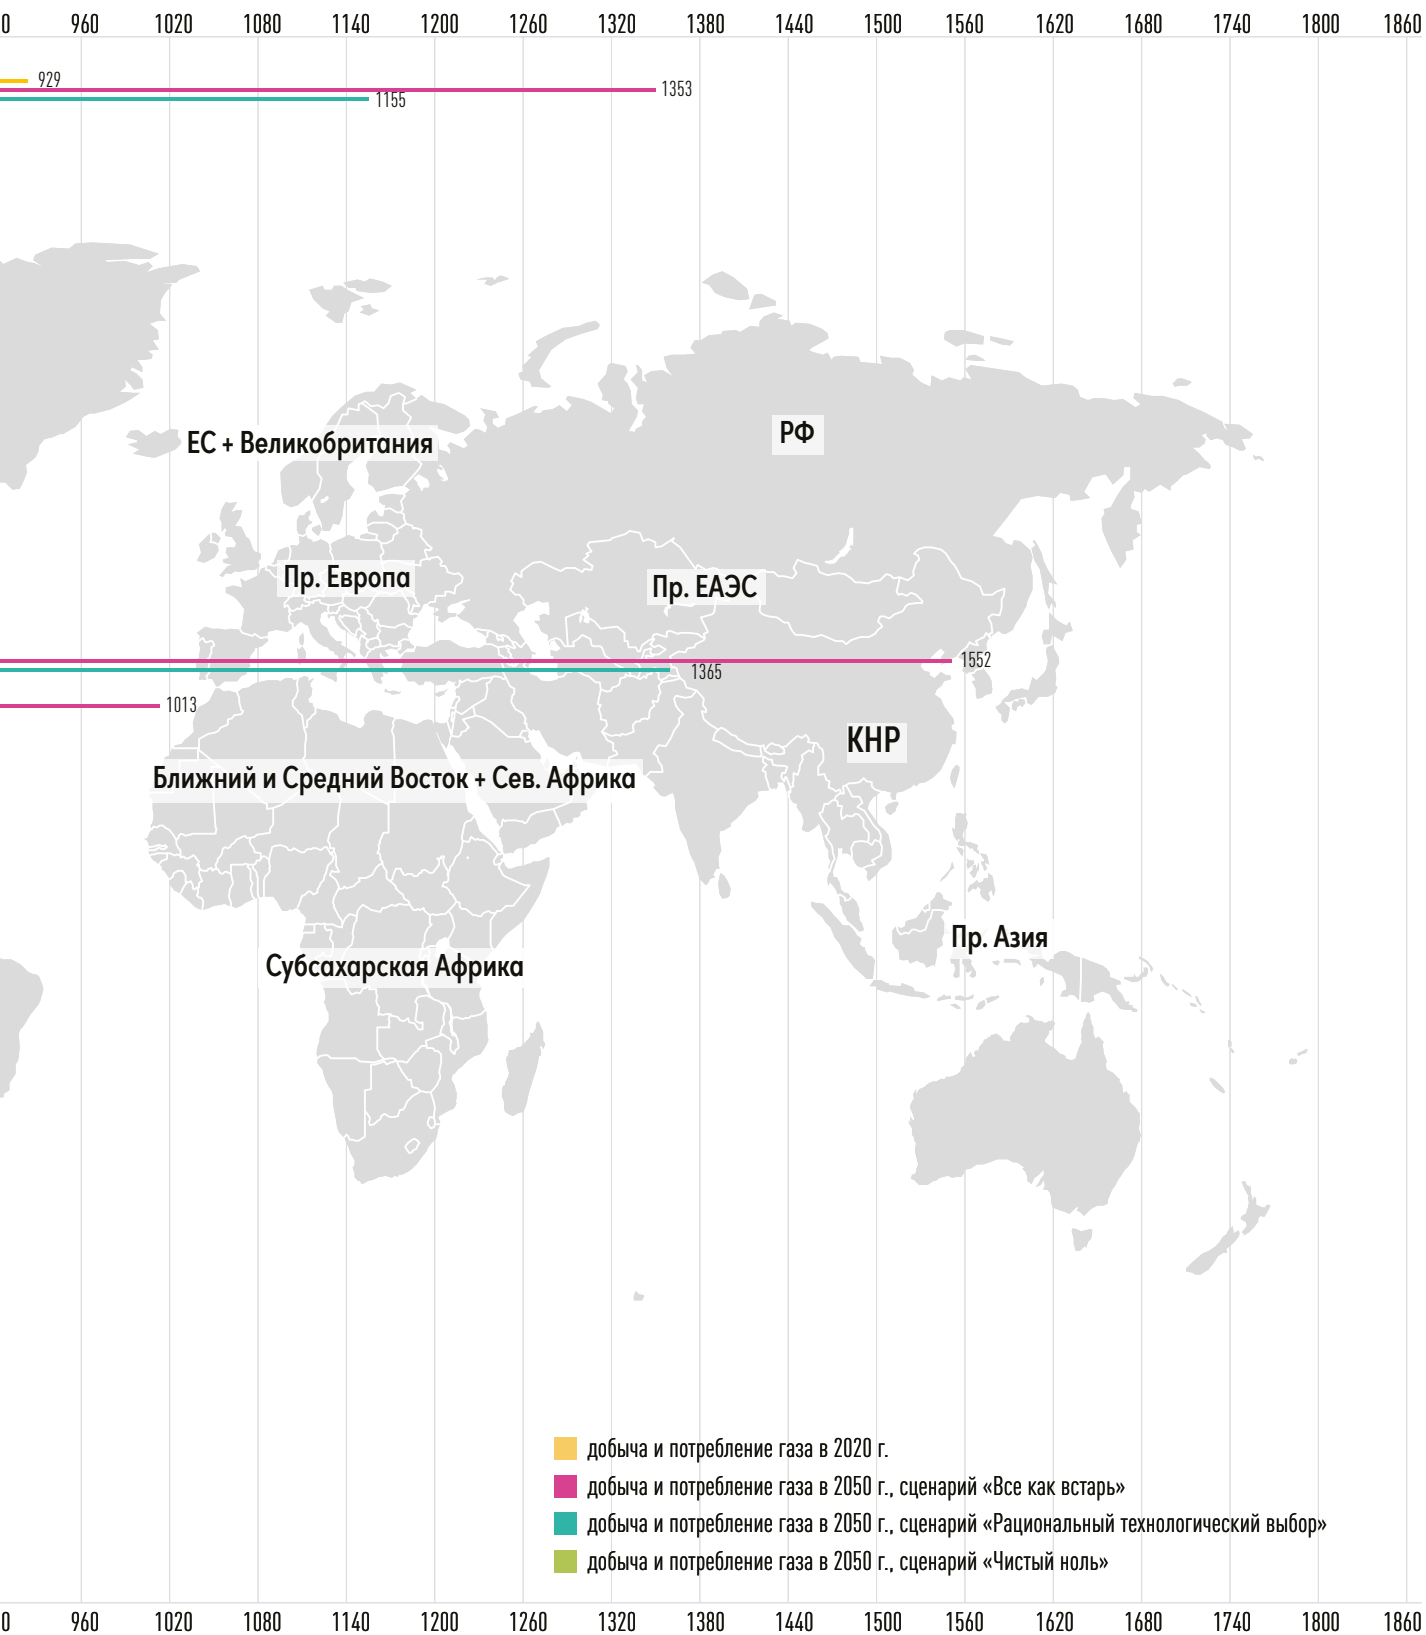 0 960 1020 1080 1140 1200 1260 1320 1380 1440 1500 1560 1620 1680 1740 1800 1860
929
1353
1155
РФ
ЕС + Великобритания
Пр. Европа
Пр. ЕАЭС
1552
1365
1013
КНР
Ближний и Средний Восток + Сев. Африка
Пр. Азия
Субсахарская Африка
добыча и потребление газа в 2020 г.
добыча и потребление газа в 2050 г., сценарий «Все как встарь»
добыча и потребление газа в 2050 г., сценарий «Рациональный технологический выбор»
добыча и потребление газа в 2050 г., сценарий «Чистый ноль»
0 960 1020 1080 1140 1200 1260 1320 1380 1440 1500 1560 1620 1680 1740 1800 1860